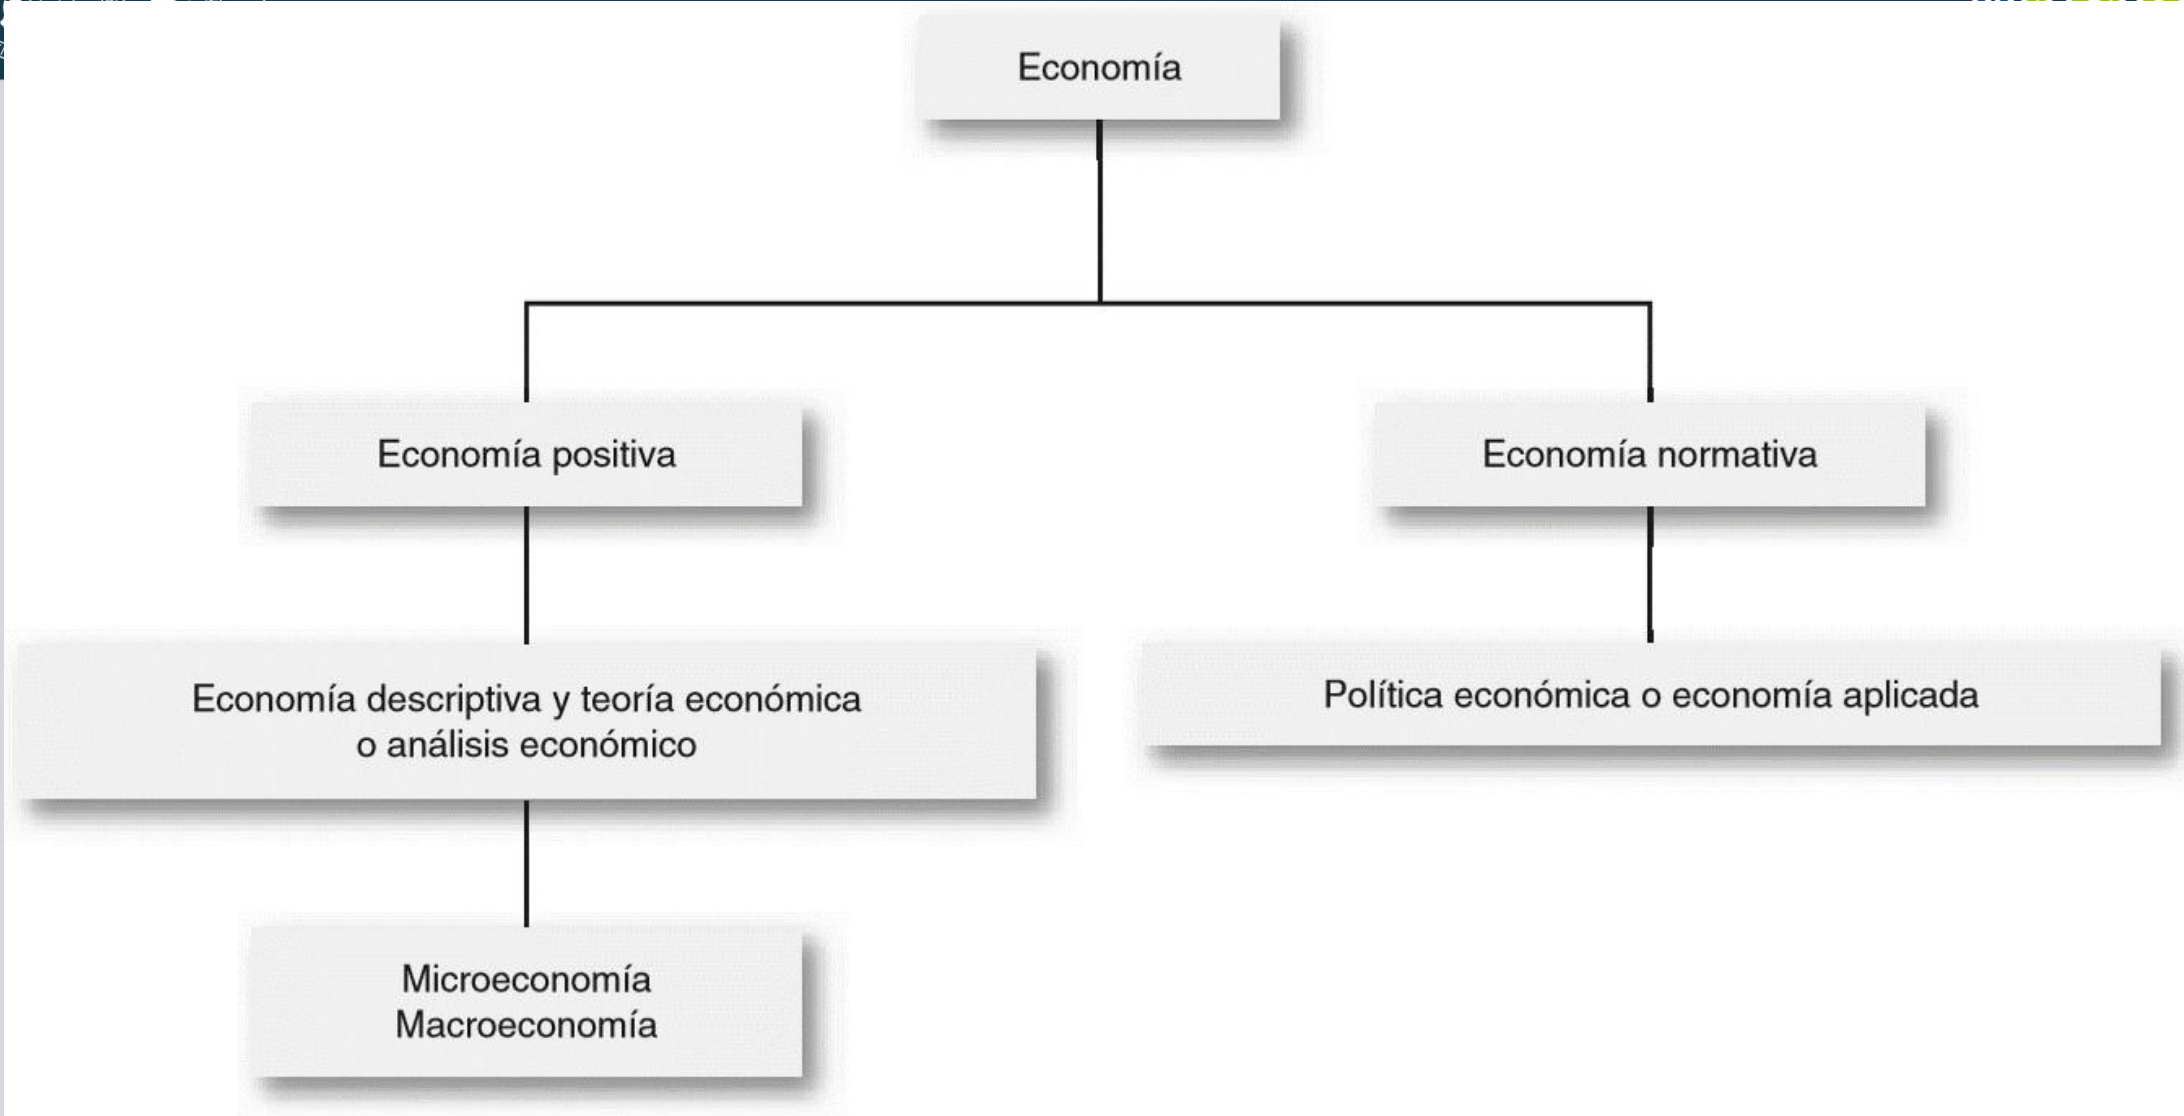 Economía
Economía positiva
Economía normativa
Economía descriptiva y teoría económica
o análisis económico
Política económica o economía aplicada
Microeconomía
Macroeconomía